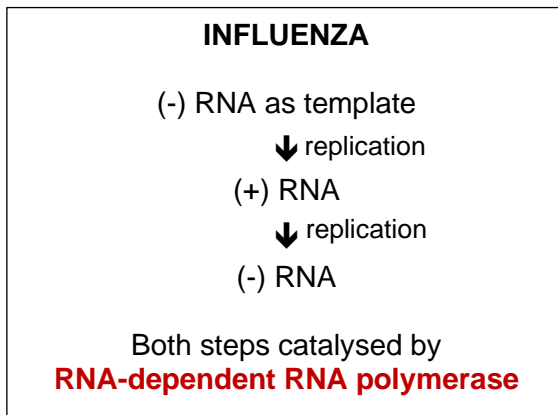 INFLUENZA
(-) RNA as template
🡻 replication
(+) RNA
🡻 replication
(-) RNA
Both steps catalysed by
RNA-dependent RNA polymerase